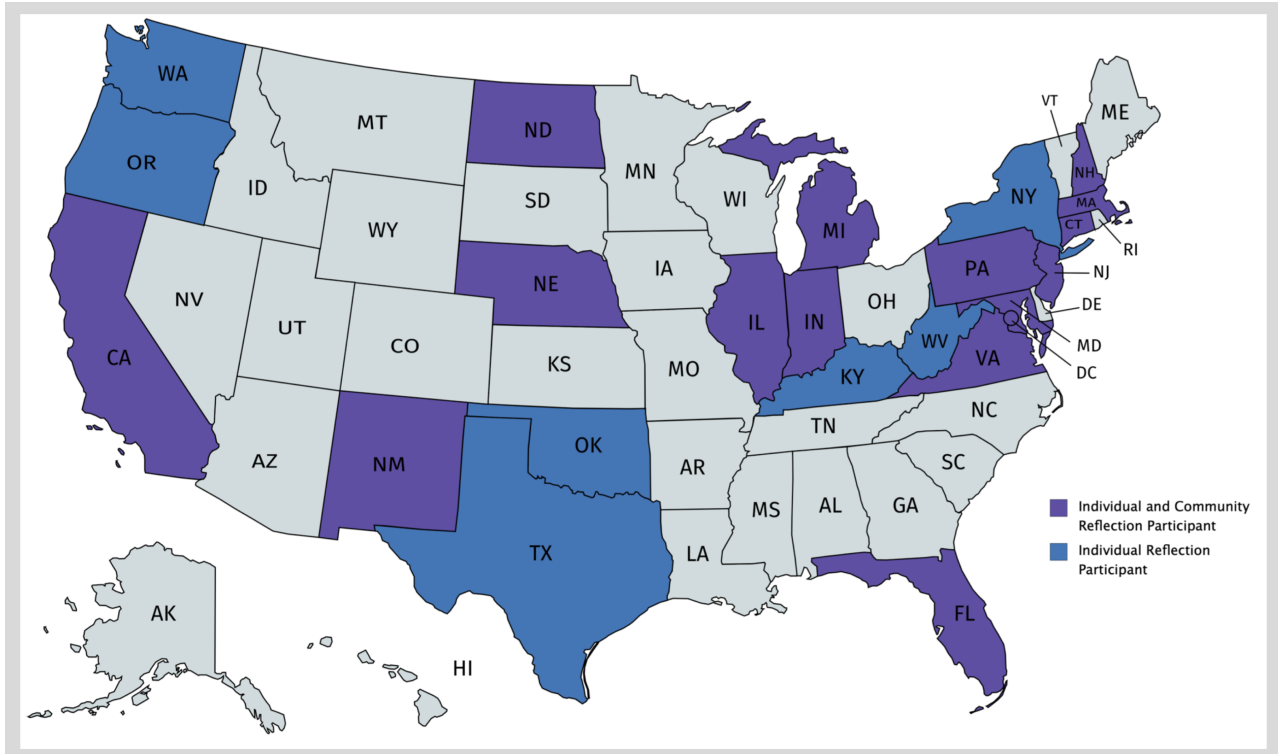 WA
MT
ND
MN
VT
ME
OR
ID
SD
WI
NY
NH
MA
CT
RI
WY
MI
NE
IA
PA
NJ
NV
UT
CO
IL
IN
OH
DE
MD
DC
CA
KS
MO
KY
WV
VA
AZ
NM
OK
AR
TN
NC
SC
TX
LA
MS
AL
GA
FL
AK
HI
Individual and Community
Reflection Participant
Individual Reflection
Participant